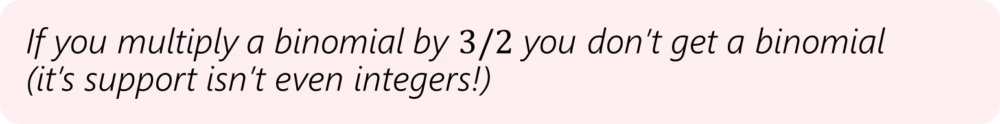 If you multiply a binomial by 3/2 you don't get a binomial
(it's support isn't even integers!)